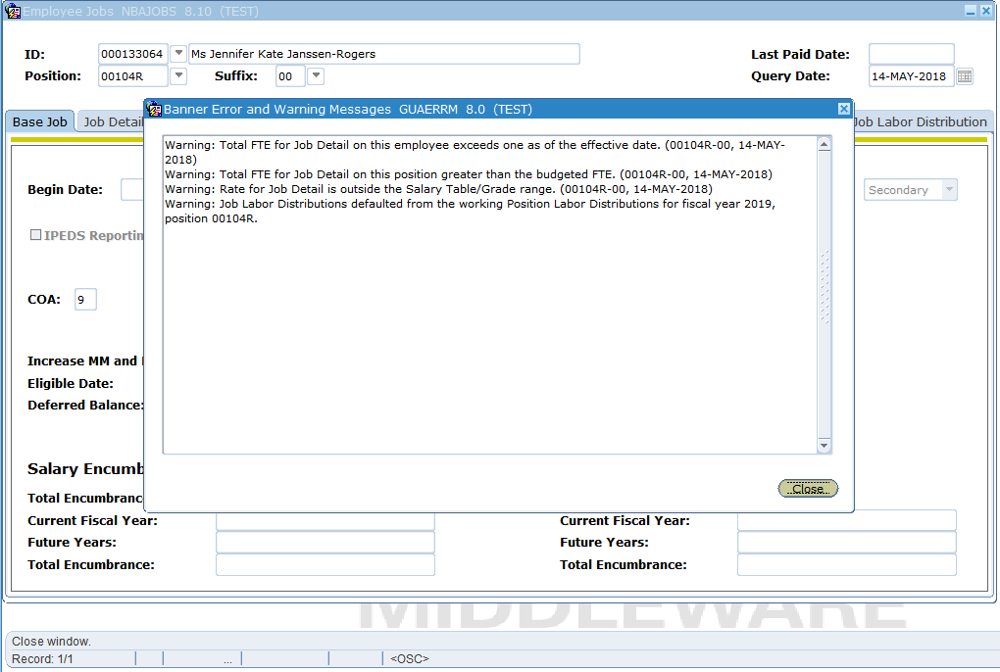 Employee Jobs NBAJOBS 8.10 (TEST)
ID: 000133064 Ms Jennifer Kate Janssen-Rogers Last Paid Date:
Position: 00104R Suffix: 00 Query Date: 14-MAY-2018
Banner Error and Warning Messages GUAERRM 8.0 (TEST)
Base Job Job Detail Job Labor Distribution
Warning: Total FTE for Job Detail on this employee exceeds one as of the effective date. (00104R-00, 14-MAY-
2018)
Warning: Total FTE for Job Detail on this position greater than the budgeted FTE. (00104R-00, 14-MAY-2018)
Warning: Rate for Job Detail is outside the Salary Table/Grade range. (00104R-00, 14-MAY-2018)
Warning: Job Labor Distributions defaulted from the working Position Labor Distributions for fiscal year 2019,
position 00104R.
Begin Date: Secondary
IPEDS Reportin
COA: 9
Increase MM and
Eligible Date:
Deferred Balance:
Salary Encumb
Close
Total Encumbranc
Current Fiscal Year: Current Fiscal Year:
Future Years: Future Years:
Total Encumbrance: Total Encumbrance:
MIDDLEWARE
Close window.
Record: 1/1 ... <OSC>